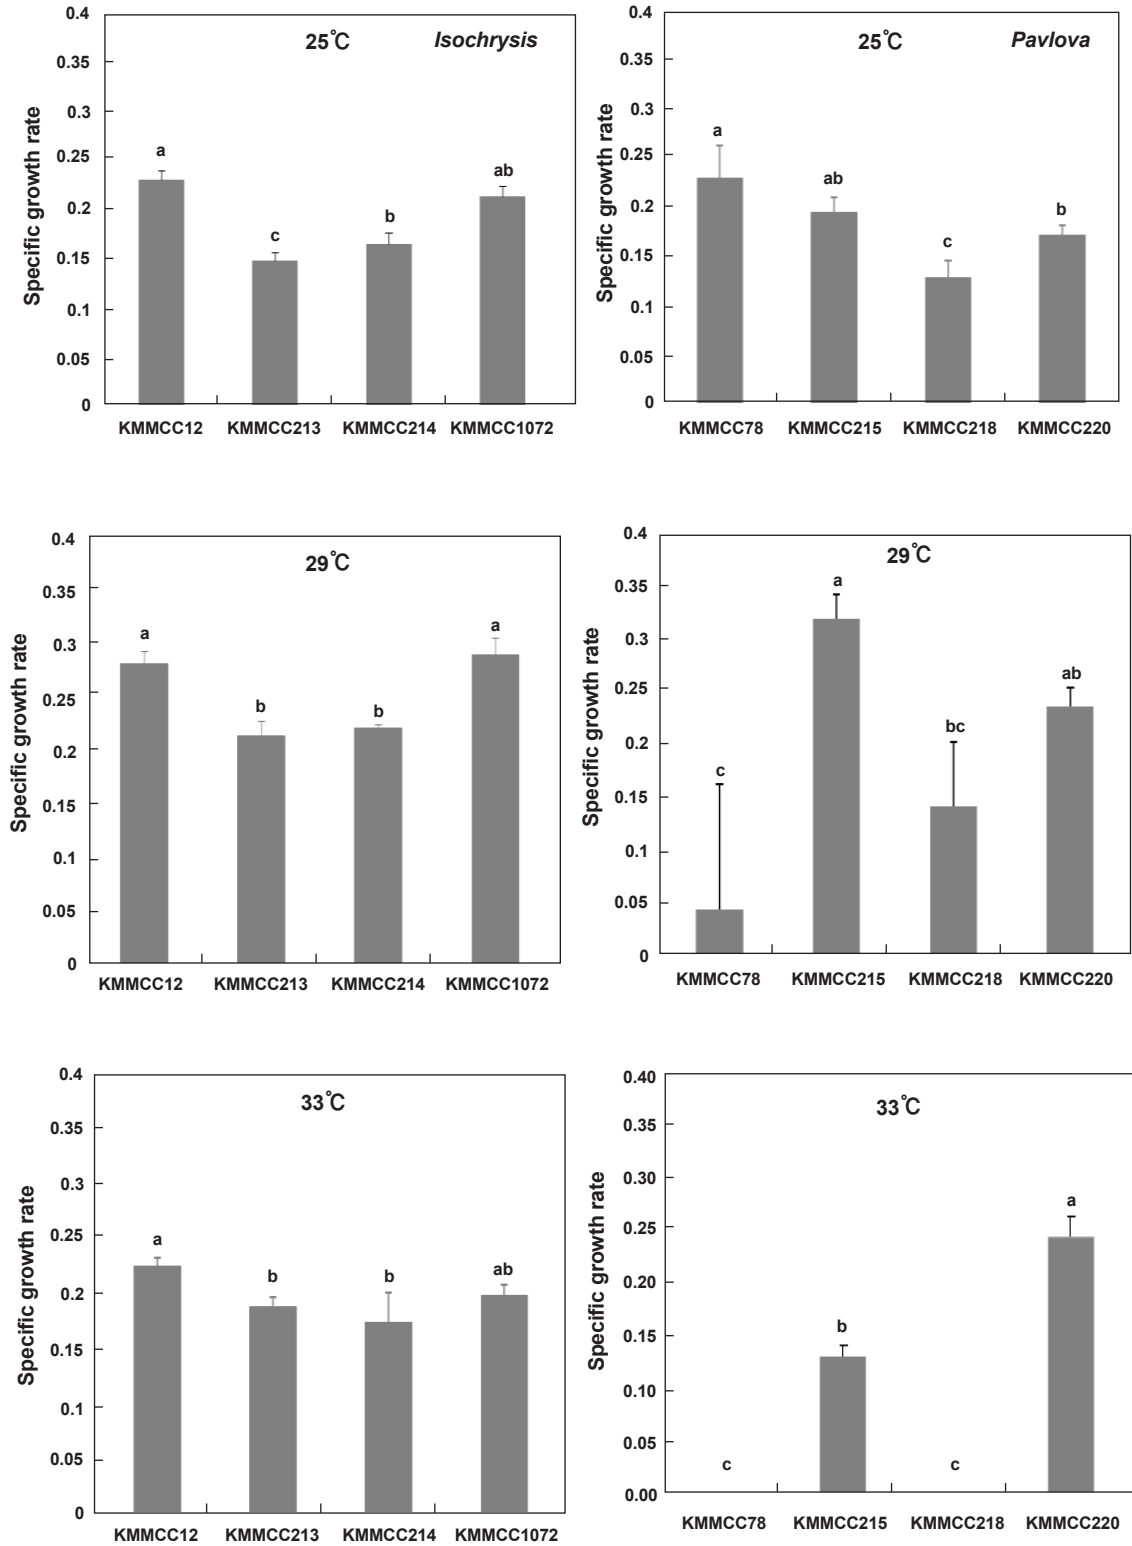 25℃ Isochrysis
Specific growth rate
0.4
0.35
0.3
0.25
0.2
0.15
0.1
0.05
0
a
c
b
ab
KMMCC12 KMMCC213 KMMCC214 KMMCC1072
25℃ Pavlova
Specific growth rate
0.4
0.35
0.3
0.25
0.2
0.15
0.1
0.05
0
a
ab
c
b
KMMCC78 KMMCC215 KMMCC218 KMMCC220
29℃
Specific growth rate
0.4
0.35
0.3
0.25
0.2
0.15
0.1
0.05
0
a
b
b
a
KMMCC12 KMMCC213 KMMCC214 KMMCC1072
29℃
Specific growth rate
0.4
0.35
0.3
0.25
0.2
0.15
0.1
0.05
0
c
a
bc
ab
KMMCC78 KMMCC215 KMMCC218 KMMCC220
33℃
Specific growth rate
0.4
0.35
0.3
0.25
0.2
0.15
0.1
0.05
0
a
b
b
ab
KMMCC12 KMMCC213 KMMCC214 KMMCC1072
33℃
Specific growth rate
0.40
0.35
0.30
0.25
0.20
0.15
0.10
0.05
0.00
c
b
c
a
KMMCC78 KMMCC215 KMMCC218 KMMCC220